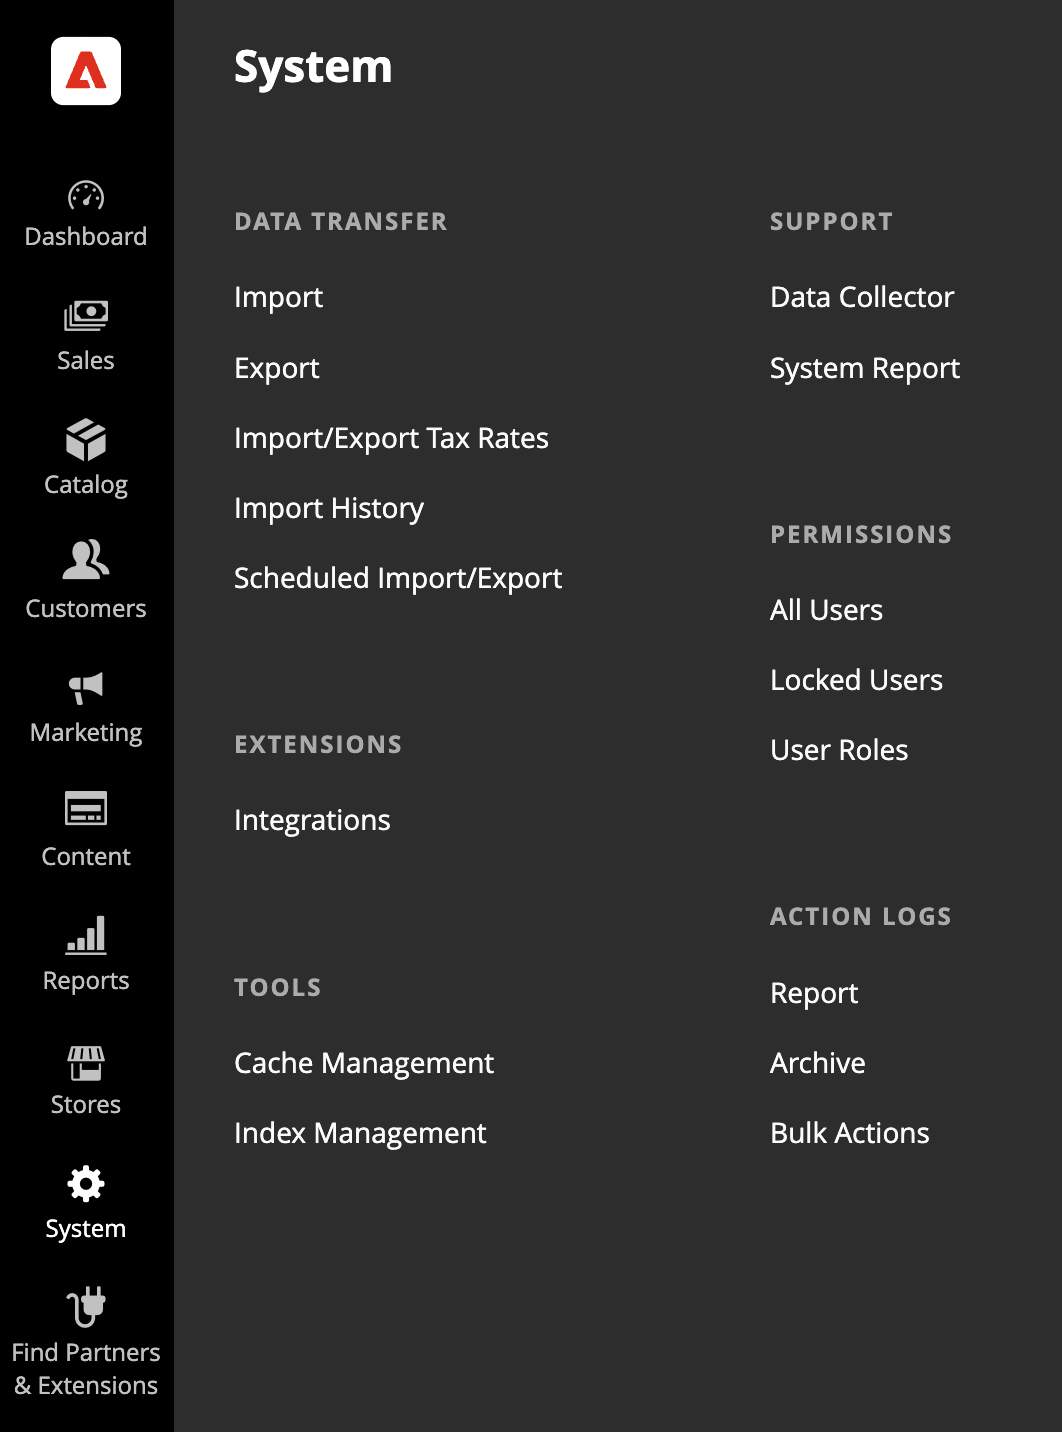 Dashboard
Sales
Catalog
Customers
Marketing
Content
Reports
Stores
System
Find Partners
& Extensions
System
DATA TRANSFER
Import
Export
Import/Export Tax Rates
Import History
Scheduled Import/Export
EXTENSIONS
Integrations
TOOLS
Cache Management
Index Management
SUPPORT
Data Collector
System Report
PERMISSIONS
All Users
Locked Users
User Roles
ACTION LOGS
Report
Archive
Bulk Actions